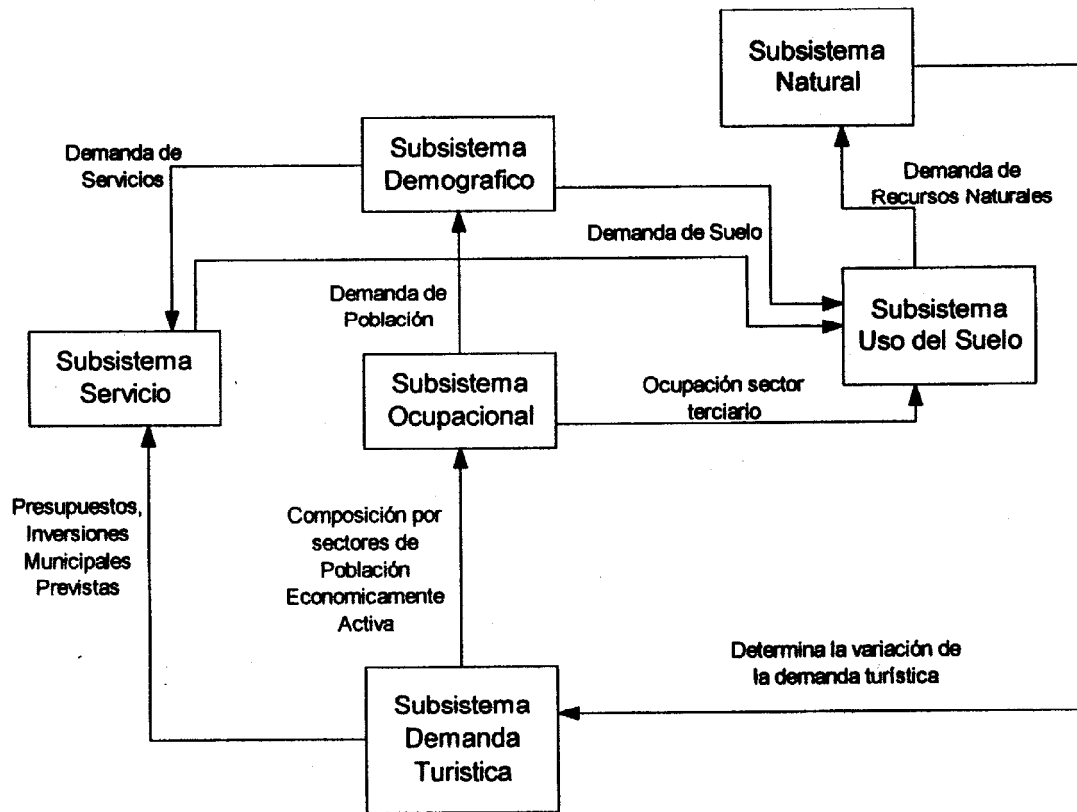 Subsistema
Natural
Demanda de
Servicios
Subsistema
Demografico
Demanda de
Recursos Naturales
Demanda de Suelo
Demanda de
Población
Subsistema
Uso del Suelo
Subsistema
Servicio
Subsistema
Ocupacional
Ocupación sector
terciario
Presupuestos,
Inversiones
Municipales
Previstas
Composición por
sectores de
Población
Economicamente
Activa
Determina la variación de
la demanda turística
Subsistema
Demanda
Turistica